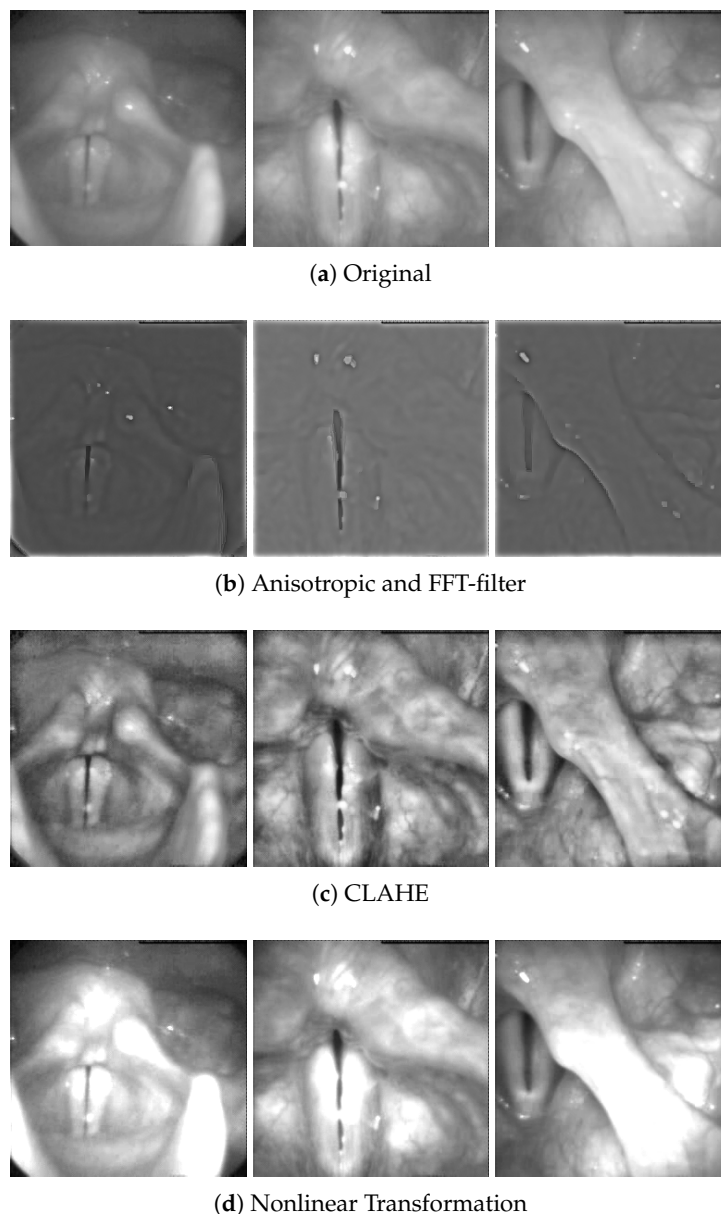 (a) Original
(b) Anisotropic and FFT-filter
(c) CLAHE
(d) Nonlinear Transformation